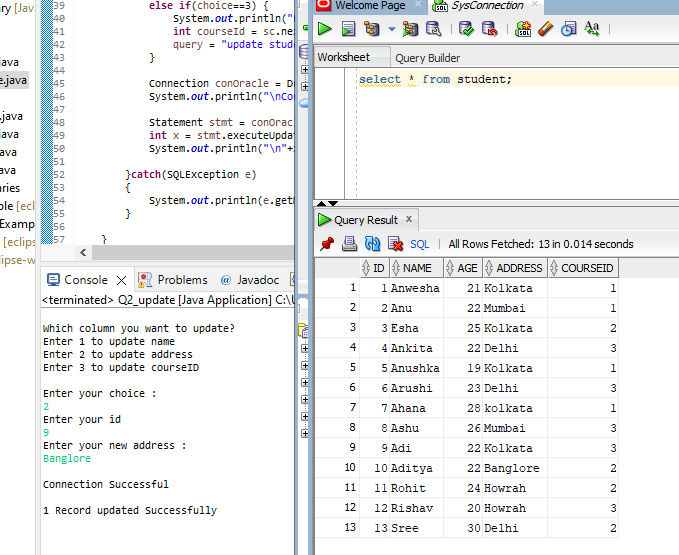 ry [Java
e.java
.java
java
ava
java
ries
ble [ecl
Examp
[eclips
lipse-w
39 else if(choice==3) {
40 System.out.println("
41 int courseId = sc.ne
42 query = "update stud
43 }
44
45 Connection conOracle = D
46 System.out.println("\nCo
47
48 Statement stmt = conOrac
49 int x = stmt.executeUpda
50 System.out.println("\n"+
51
52 }catch(SQLException e)
53 {
54 System.out.println(e.getM
55 }
56
57 }
Console Problems @ Javadoc
<terminated> Q2_update [Java Application] C:\U
Which column you want to update?
Enter 1 to update name
Enter 2 to update address
Enter 3 to update courseID
Enter your choice :
2
Enter your id
9
Enter your new address :
Banglore
Connection Successful
1 Record updated Successfully
Welcome Page SysConnection
SQL Aa
Worksheet Query Builder
select * from student;
Query Result
SQL | All Rows Fetched: 13 in 0.014 seconds
ID NAME AGE ADDRESS COURSEID
1 1 Anwesha 21 Kolkata 1
2 2 Anu 22 Mumbai 1
3 3 Esha 25 Kolkata 2
4 4 Ankita 22 Delhi 3
5 5 Anushka 19 Kolkata 1
6 6 Arushi 23 Delhi 3
7 7 Ahana 28 kolkata 1
8 8 Ashu 26 Mumbai 3
9 9 Adi 22 Kolkata 3
10 10 Aditya 22 Banglore 2
11 11 Rohit 24 Howrah 2
12 12 Rishav 20 Howrah 3
13 13 Sree 30 Delhi 2